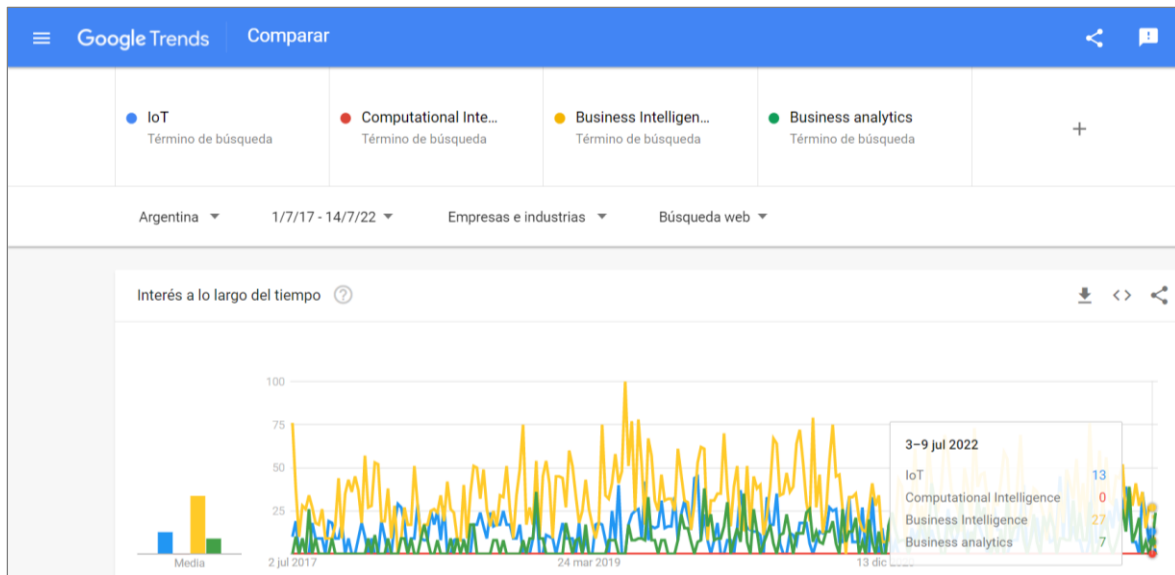 Google Trends Comparar
IoT
Término de búsqueda
Computational Inte...
Término de búsqueda
Business Intelligen...
Término de búsqueda
Business analytics
Término de búsqueda
+
Argentina 1/7/17 - 14/7/22 Empresas e industrias Búsqueda web
Interés a lo largo del tiempo ?
100
75
50
25
Media
2 jul 2017 24 mar 2019 13 dic
3–9 jul 2022
IoT 13
Computational Intelligence 0
Business Intelligence 27
Business analytics 7